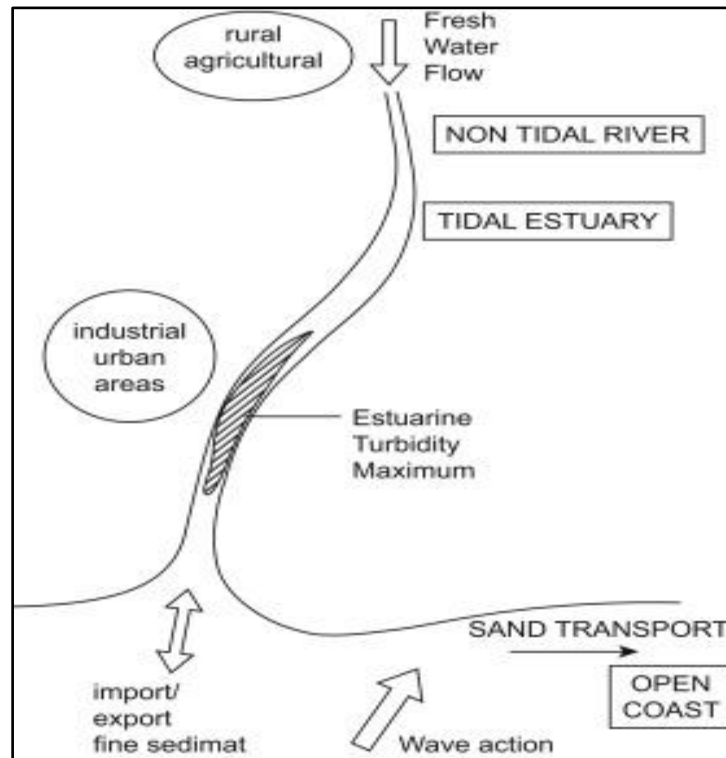 rural
agricultural
Fresh
Water
Flow
NON TIDAL RIVER
TIDAL ESTUARY
industrial
urban
areas
Estuarine
Turbidity
Maximum
SAND TRANSPORT
import/
export
fine sedimat
OPEN
COAST
Wave action